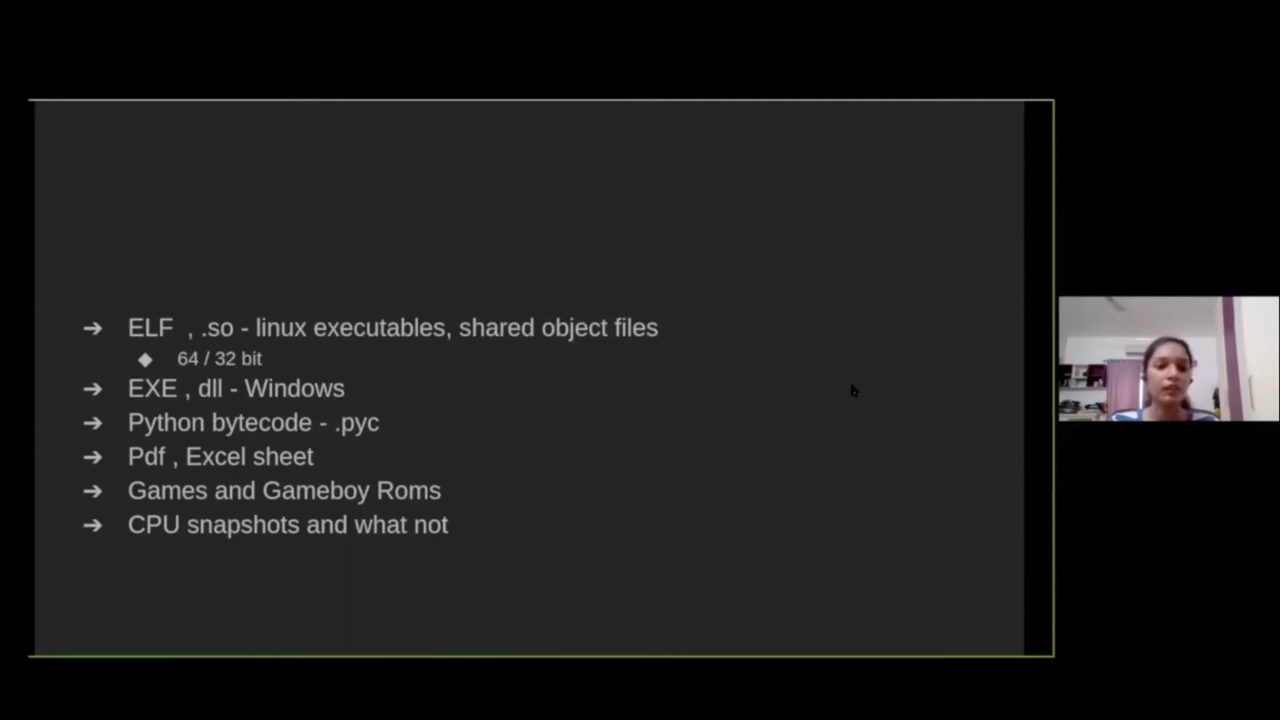 ➔ ELF , .so - linux executables, shared object files
◆ 64 / 32 bit
➔ EXE , dll - Windows
➔ Python bytecode - .pyc
➔ Pdf , Excel sheet
➔ Games and Gameboy Roms
➔ CPU snapshots and what not